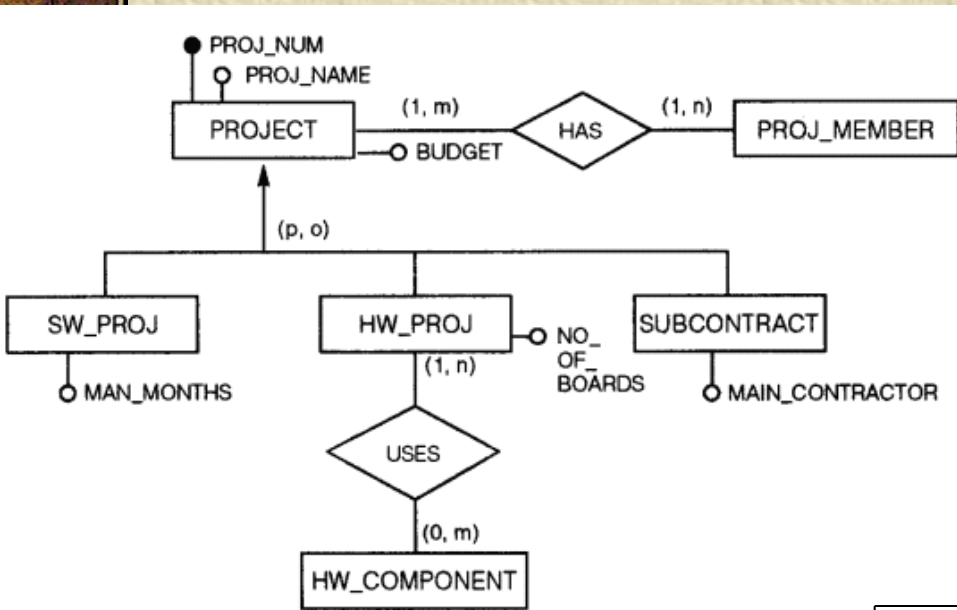 PROJ_NUM
PROJ_NAME
PROJECT
(1, m)
HAS
(1, n)
PROJ_MEMBER
BUDGET
(p, o)
SW_PROJ
HW_PROJ
SUBCONTRACT
NO_
OF_
BOARDS
(1, n)
MAN_MONTHS
MAIN_CONTRACTOR
USES
(0, m)
HW_COMPONENT